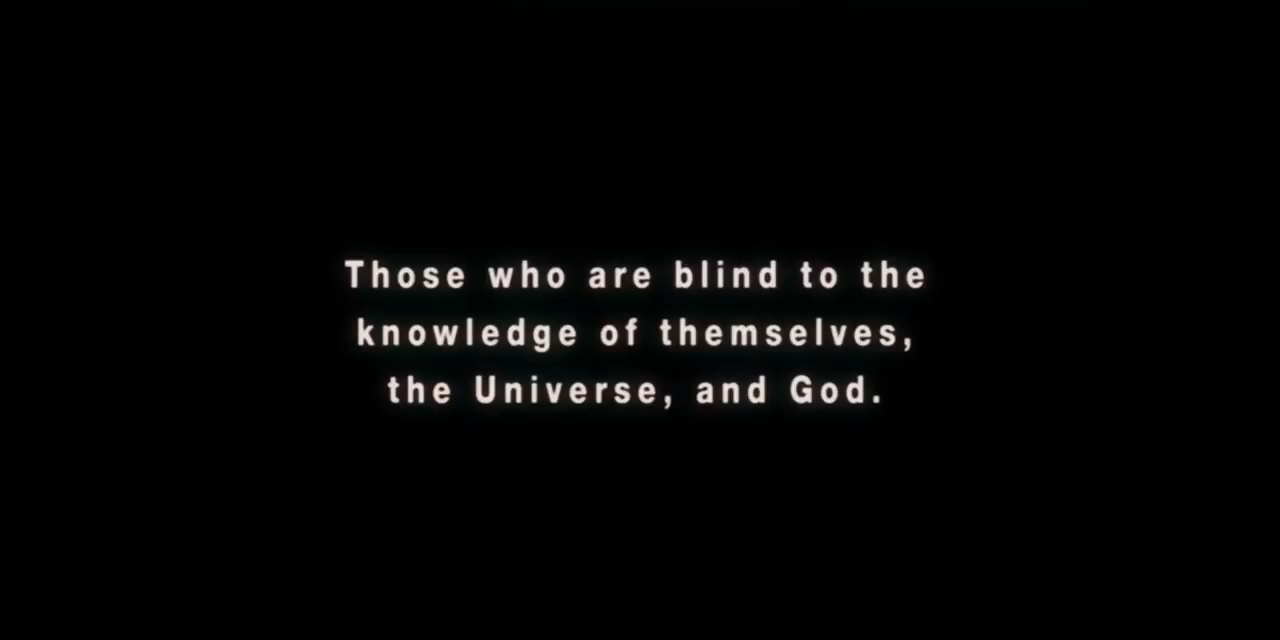 Those who are blind to the
knowledge of themselves,
the Universe, and God.